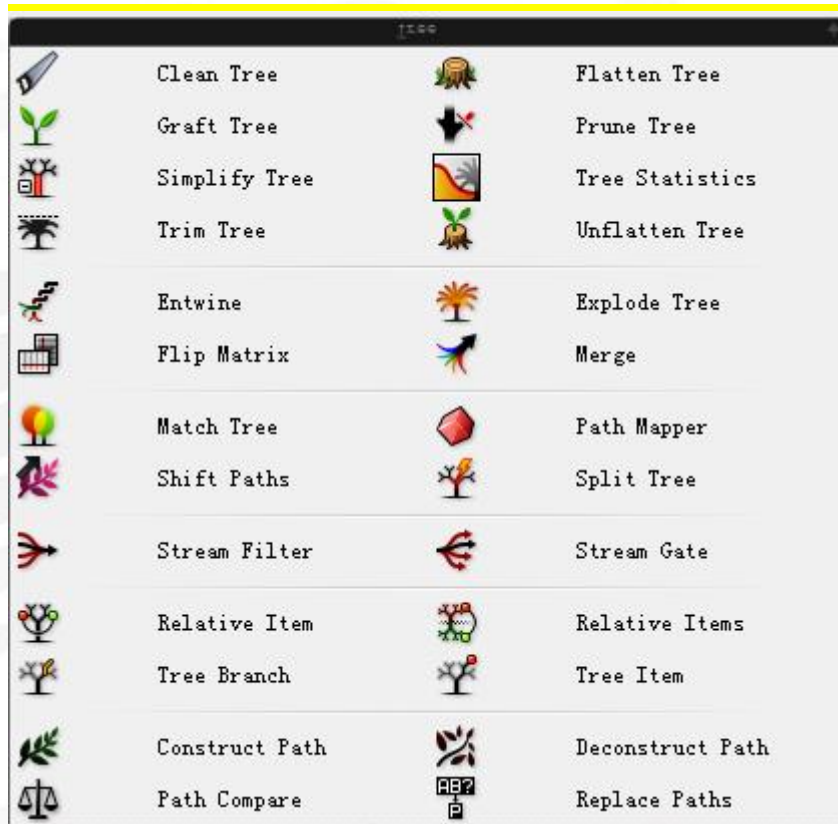 Tree
Clean Tree Flatten Tree
Graft Tree Prune Tree
Simplify Tree Tree Statistics
Trim Tree Unflatten Tree
Entwine Explode Tree
Flip Matrix Merge
Match Tree Path Mapper
Shift Paths Split Tree
Stream Filter Stream Gate
Relative Item Relative Items
Tree Branch Tree Item
Construct Path Deconstruct Path
Path Compare Replace Paths
AB?
P